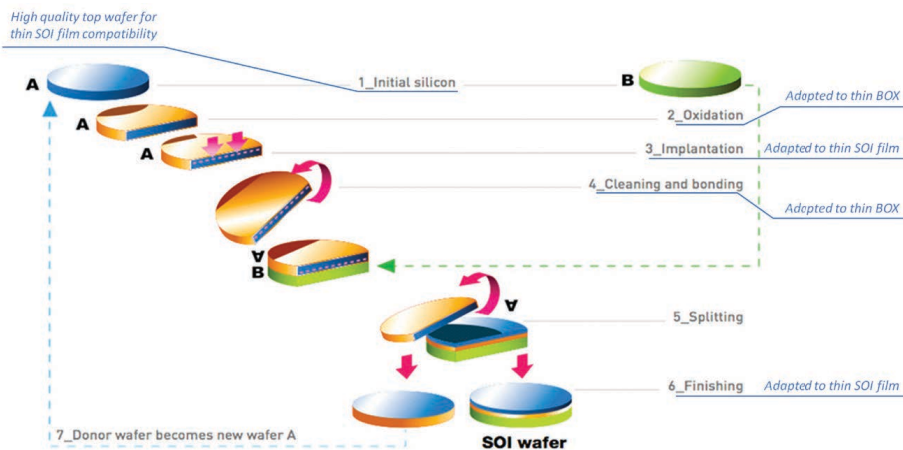 High quality top wafer for
thin SOI film compatibility
A
1_Initial silicon
B
Adapted to thin BOX
A
2_Oxidation
A
3_Implantation
Adapted to thin SOI film
4_Cleaning and bonding
Adapted to thin BOX
A
B
A
5_Splitting
6_Finishing
Adapted to thin SOI film
7_Donor wafer becomes new wafer A
SOI wafer